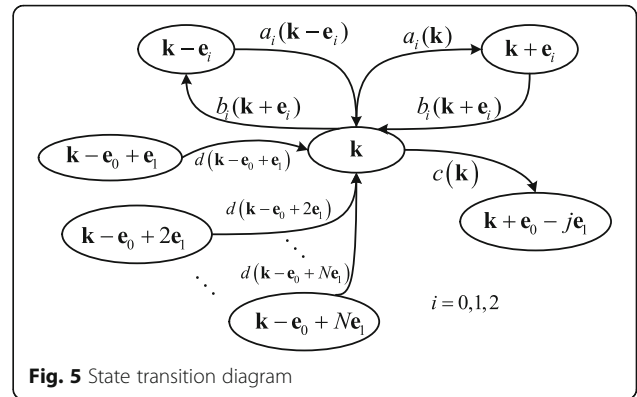 a_i(k − e_i)
a_i(k)
k − e_i
k + e_i
b_i(k + e_i)
b_i(k + e_i)
k
k − e_0 + e_1
d(k − e_0 + e_1)
c(k)
d(k − e_0 + 2e_1)
k − e_0 + 2e_1
k + e_0 − je_1
d(k − e_0 + Ne_1)
k − e_0 + Ne_1
i = 0,1,2
Fig. 5 State transition diagram